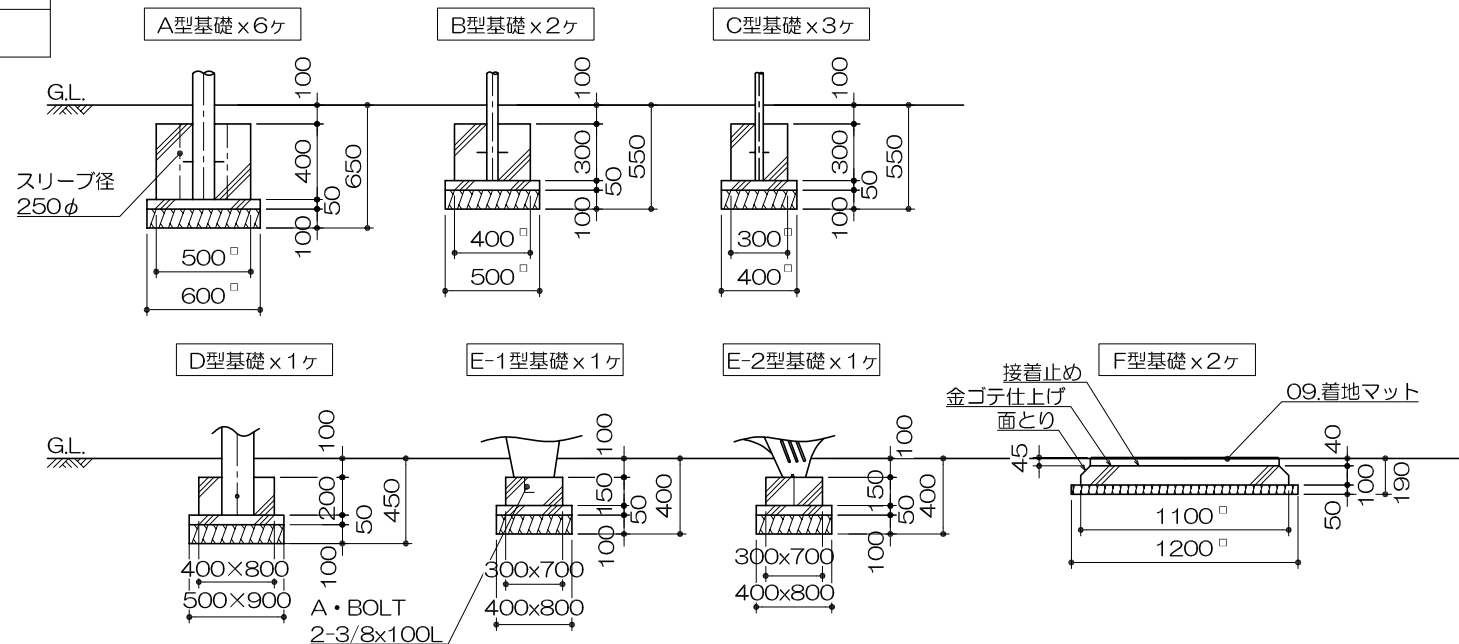 A型基礎×6ヶ
B型基礎×2ヶ
C型基礎×3ヶ
G.L.
100
400
50
100
650
スリーブ径
250φ
500□
600□
100
300
50
100
550
400□
500□
100
300
50
100
550
300□
400□
D型基礎×1ヶ
E-1型基礎×1ヶ
E-2型基礎×1ヶ
F型基礎×2ヶ
G.L.
100
200
50
100
450
400×800
500×900
A・BOLT
2-3/8x100L
100
150
50
100
400
300x700
400x800
100
150
50
100
400
300x700
400x800
接着止め
金ゴテ仕上げ
面とり
09.着地マット
45
40
100
50
190
1100□
1200□